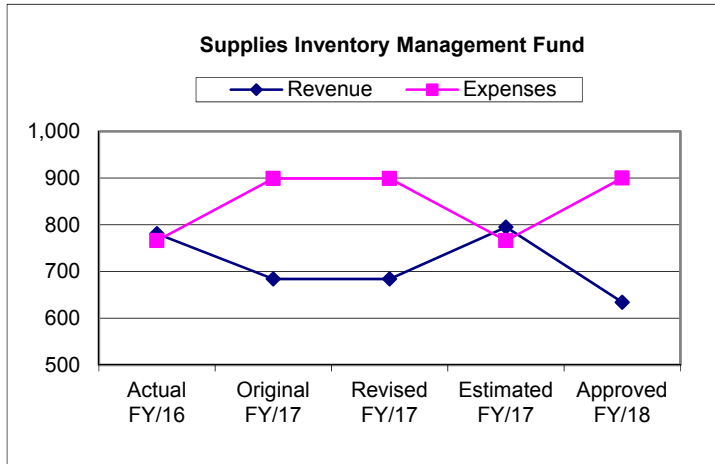 Supplies Inventory Management Fund
Revenue Expenses
1,000
900
800
700
600
500
Actual Original Revised Estimated Approved
FY/16 FY/17 FY/17 FY/17 FY/18